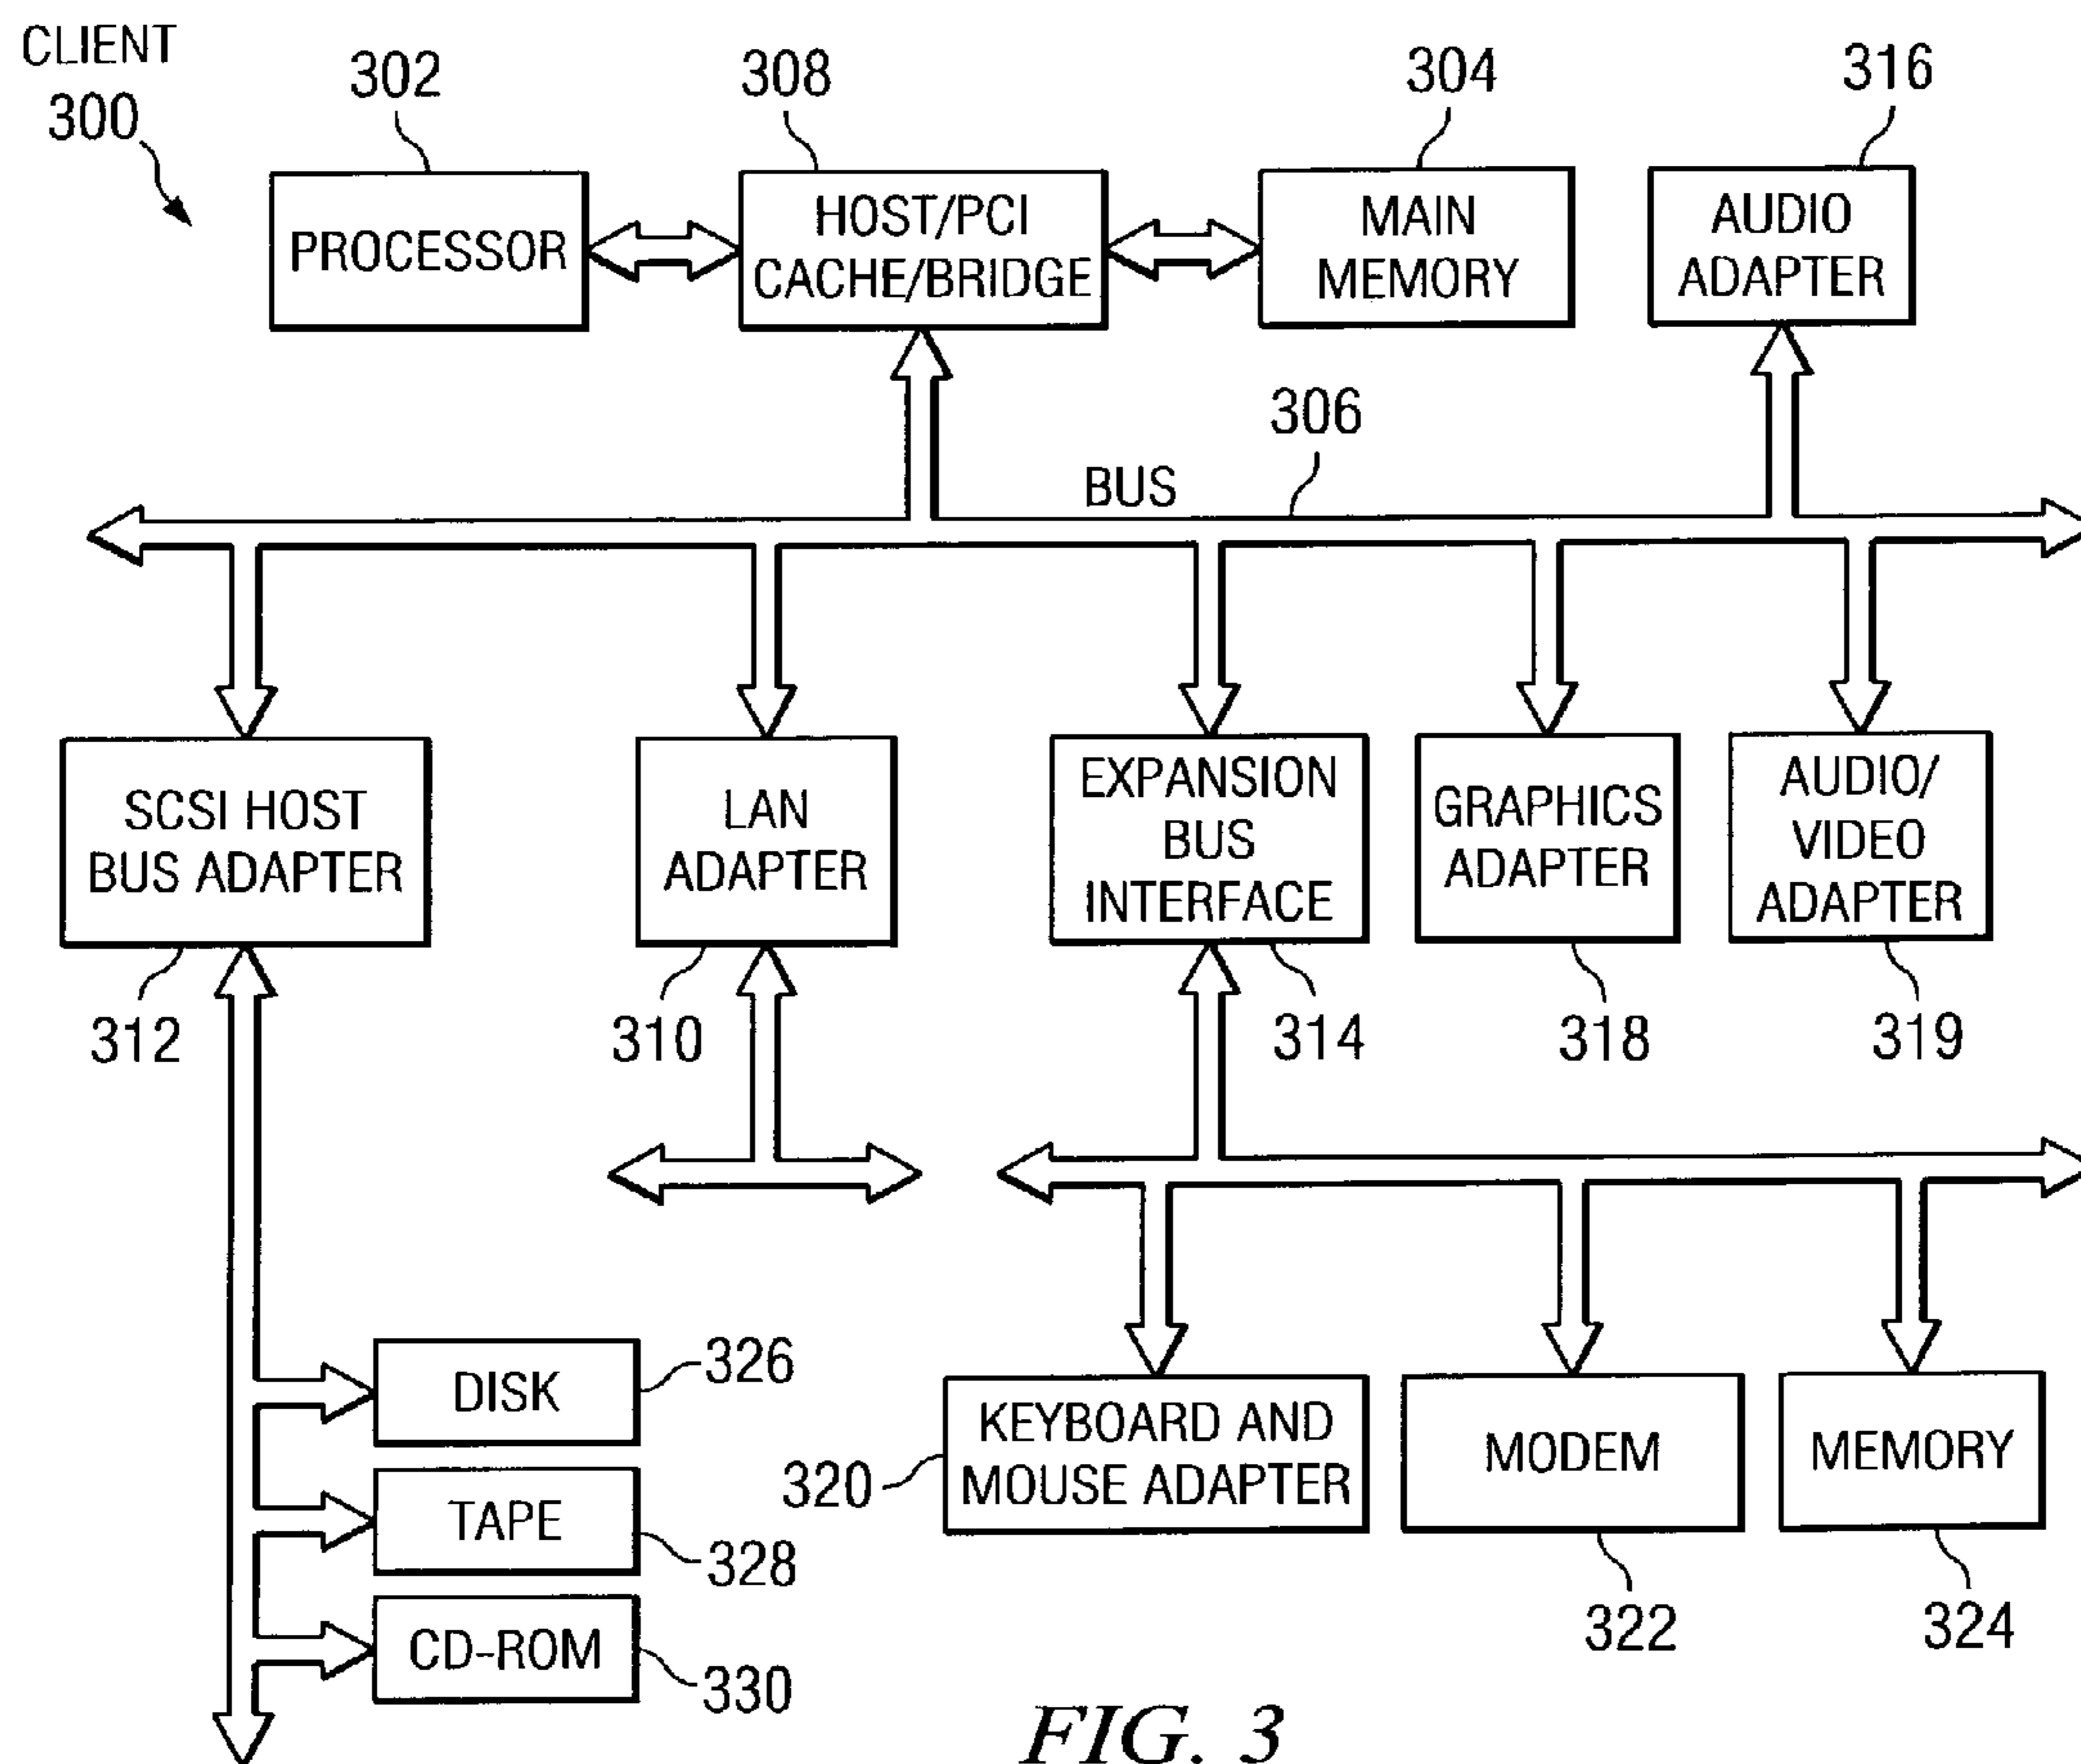 CLIENT
300
302
308
304
316
PROCESSOR
HOST/PCI
CACHE/BRIDGE
MAIN
MEMORY
AUDIO
ADAPTER
306
BUS
SCSI HOST
BUS ADAPTER
LAN
ADAPTER
EXPANSION
BUS
INTERFACE
GRAPHICS
ADAPTER
AUDIO/
VIDEO
ADAPTER
312
310
314
318
319
DISK
326
TAPE
328
CD-ROM
330
320
KEYBOARD AND
MOUSE ADAPTER
MODEM
MEMORY
322
324
FIG. 3